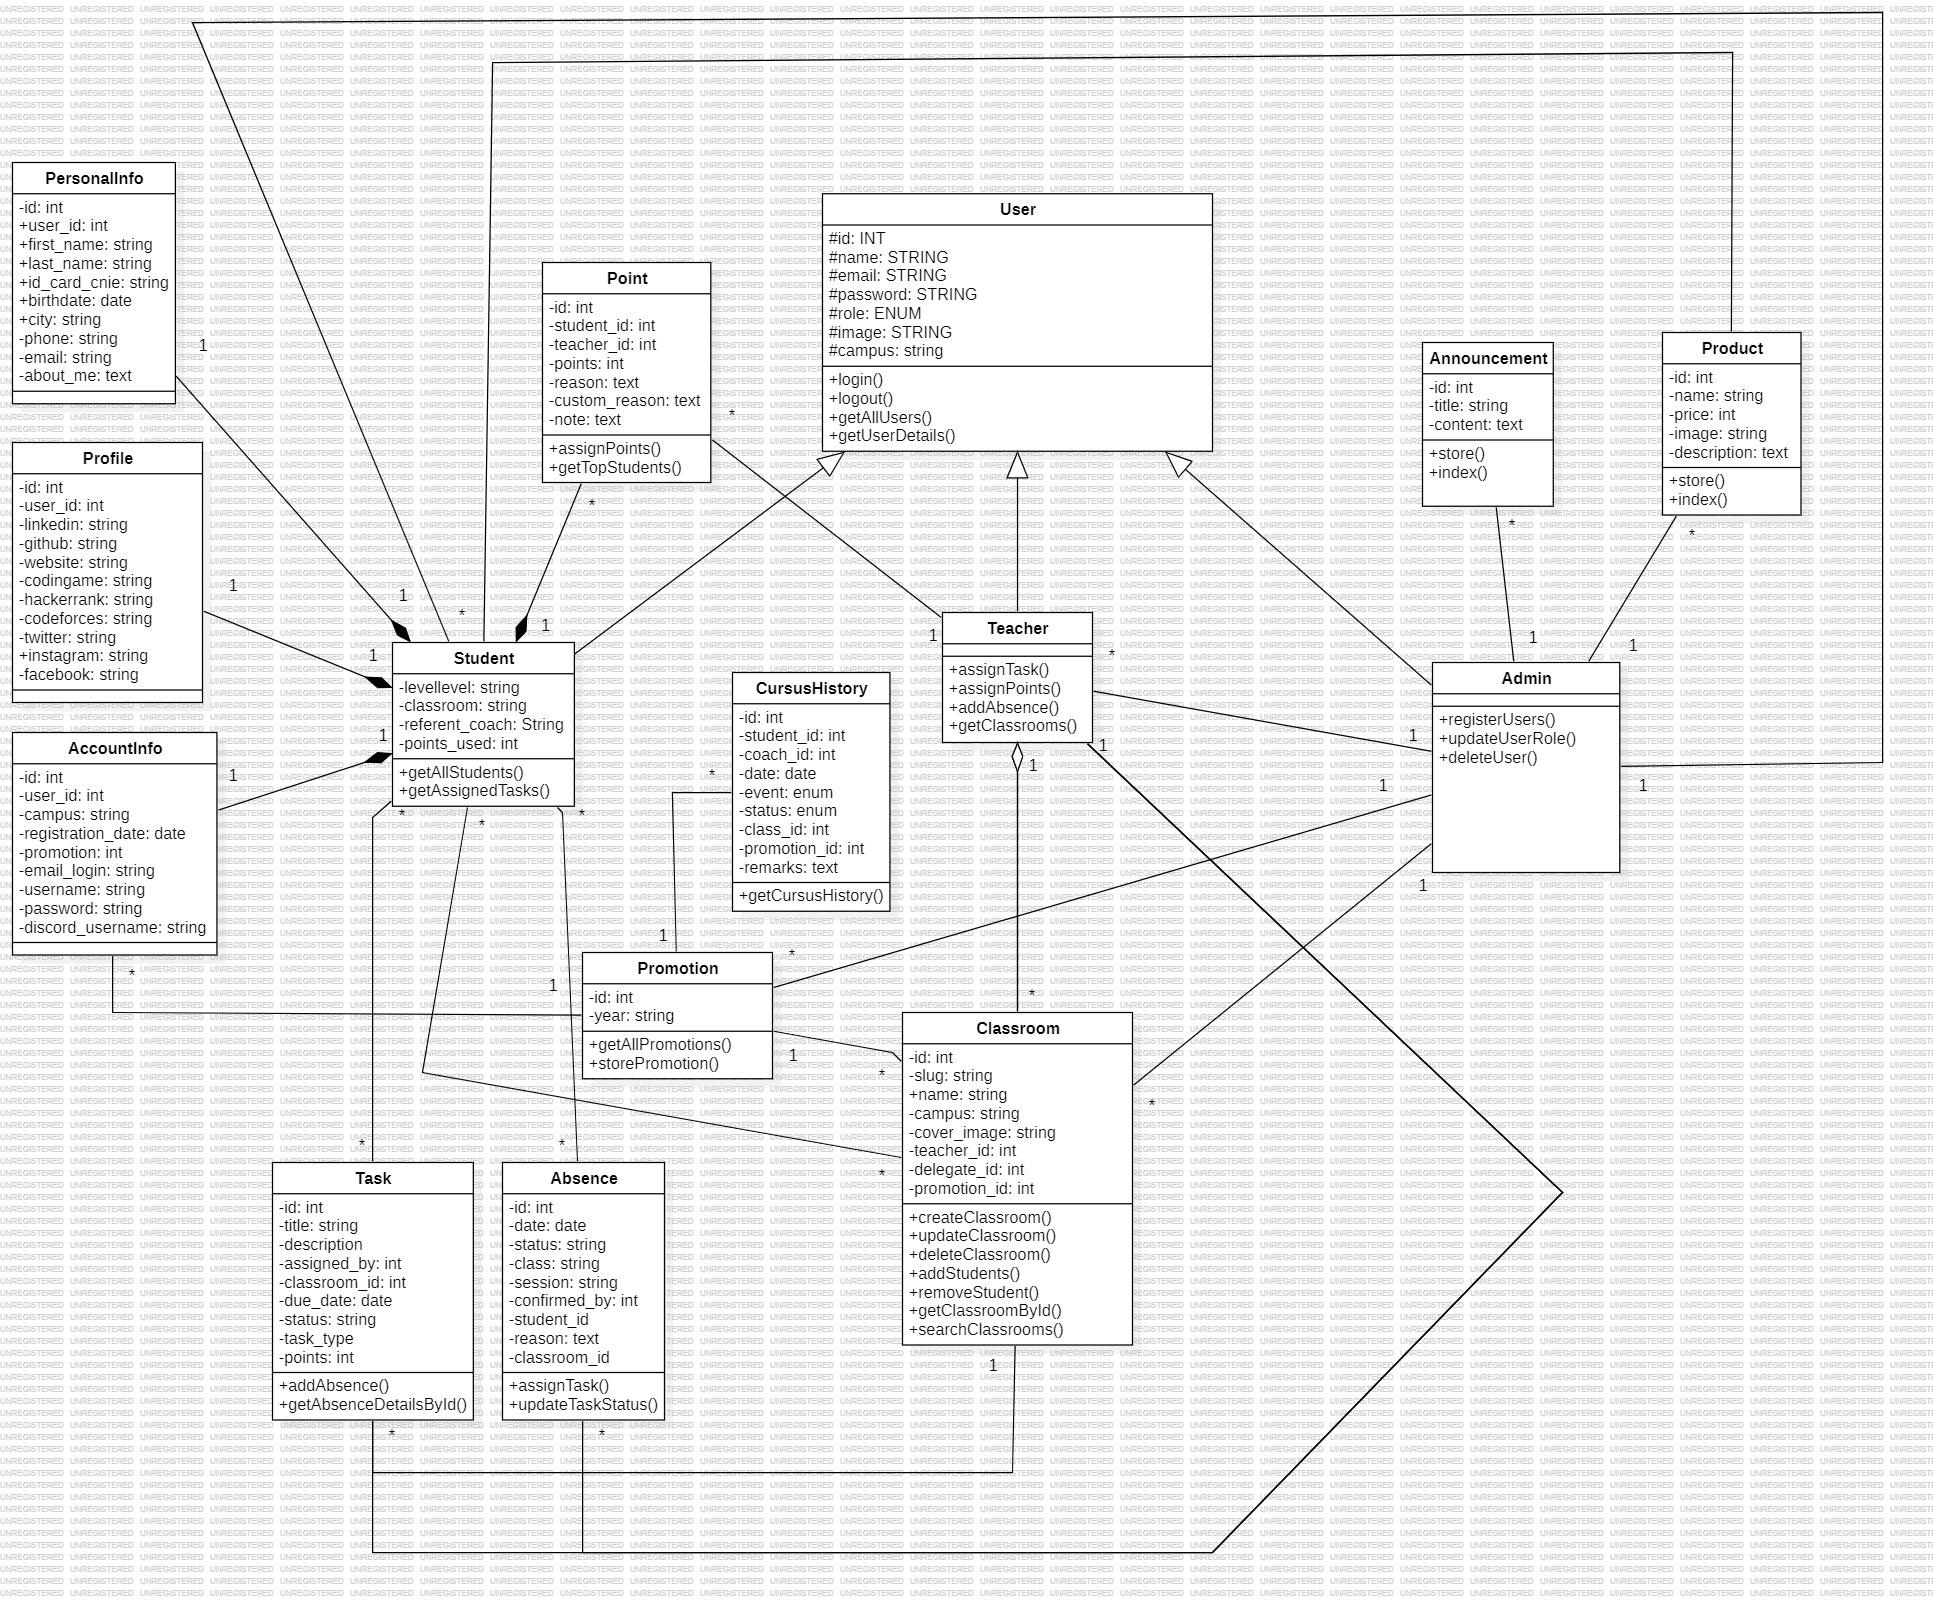 PersonalInfo
-id: int
+user_id: int
+first_name: string
+last_name: string
+id_card_cnie: string
+birthdate: date
+city: string
-phone: string
-email: string
-about_me: text
1
Profile
-id: int
-user_id: int
-linkedin: string
-github: string
-website: string
-codingame: string
-hackerrank: string
-codeforces: string
-twitter: string
+instagram: string
-facebook: string
1
AccountInfo
-id: int
-user_id: int
-campus: string
-registration_date: date
-promotion: int
-email_login: string
-username: string
-password: string
-discord_username: string
1
*
Point
-id: int
-student_id: int
-teacher_id: int
-points: int
-reason: text
-custom_reason: text
-note: text
+assignPoints()
+getTopStudents()
*
*
User
#id: INT
#name: STRING
#email: STRING
#password: STRING
#role: ENUM
#image: STRING
#campus: string
+login()
+logout()
+getAllUsers()
+getUserDetails()
Announcement
-id: int
-title: string
-content: text
+store()
+index()
*
Product
-id: int
-name: string
-price: int
-image: string
-description: text
+store()
+index()
*
1
*
1
1
1
Student
-levellevel: string
-classroom: string
-referent_coach: String
-points_used: int
+getAllStudents()
+getAssignedTasks()
*
*
*
CursusHistory
-id: int
-student_id: int
-coach_id: int
-date: date
-event: enum
-status: enum
-class_id: int
-promotion_id: int
-remarks: text
+getCursusHistory()
*
1
Teacher
+assignTask()
+assignPoints()
+addAbsence()
+getClassrooms()
*
1
1
1
1
Admin
+registerUsers()
+updateUserRole()
+deleteUser()
1
1
1
1
1
Promotion
-id: int
-year: string
+getAllPromotions()
+storePromotion()
1
*
1
1
*
*
Classroom
-id: int
-slug: string
+name: string
-campus: string
-cover_image: string
-teacher_id: int
-delegate_id: int
-promotion_id: int
+createClassroom()
+updateClassroom()
+deleteClassroom()
+addStudents()
+removeStudent()
+getClassroomById()
+searchClassrooms()
*
*
1
*
Task
-id: int
-title: string
-description
-assigned_by: int
-classroom_id: int
-due_date: date
-status: string
-task_type
-points: int
+addAbsence()
+getAbsenceDetailsById()
*
*
Absence
-id: int
-date: date
-status: string
-class: string
-session: string
-confirmed_by: int
-student_id
-reason: text
-classroom_id
+assignTask()
+updateTaskStatus()
*
UNREGISTERED